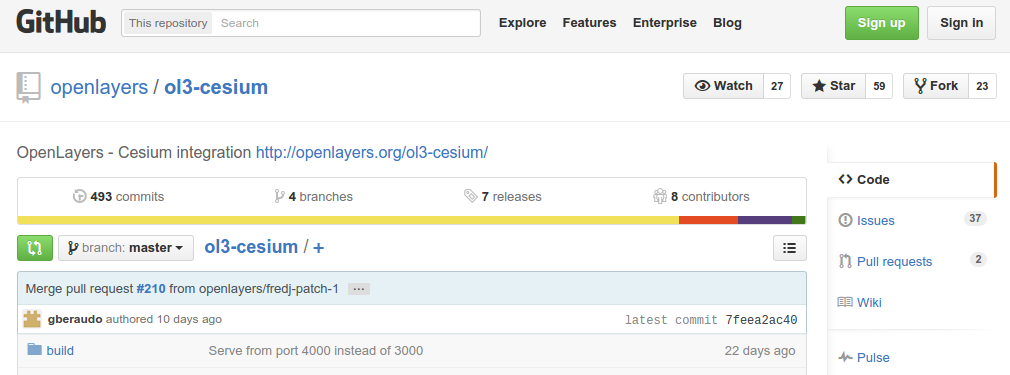 GitHub This repository Search Explore Features Enterprise Blog Sign up Sign in
openlayers / ol3-cesium Watch 27 Star 59 Fork 23
OpenLayers - Cesium integration http://openlayers.org/ol3-cesium/
<> Code
493 commits 4 branches 7 releases 8 contributors
Issues 37
branch: master ol3-cesium / +
Pull requests 2
Merge pull request #210 from openlayers/fredj-patch-1 ...
Wiki
gberaudo authored 10 days ago latest commit 7feea2ac40
build Serve from port 4000 instead of 3000 22 days ago
Pulse